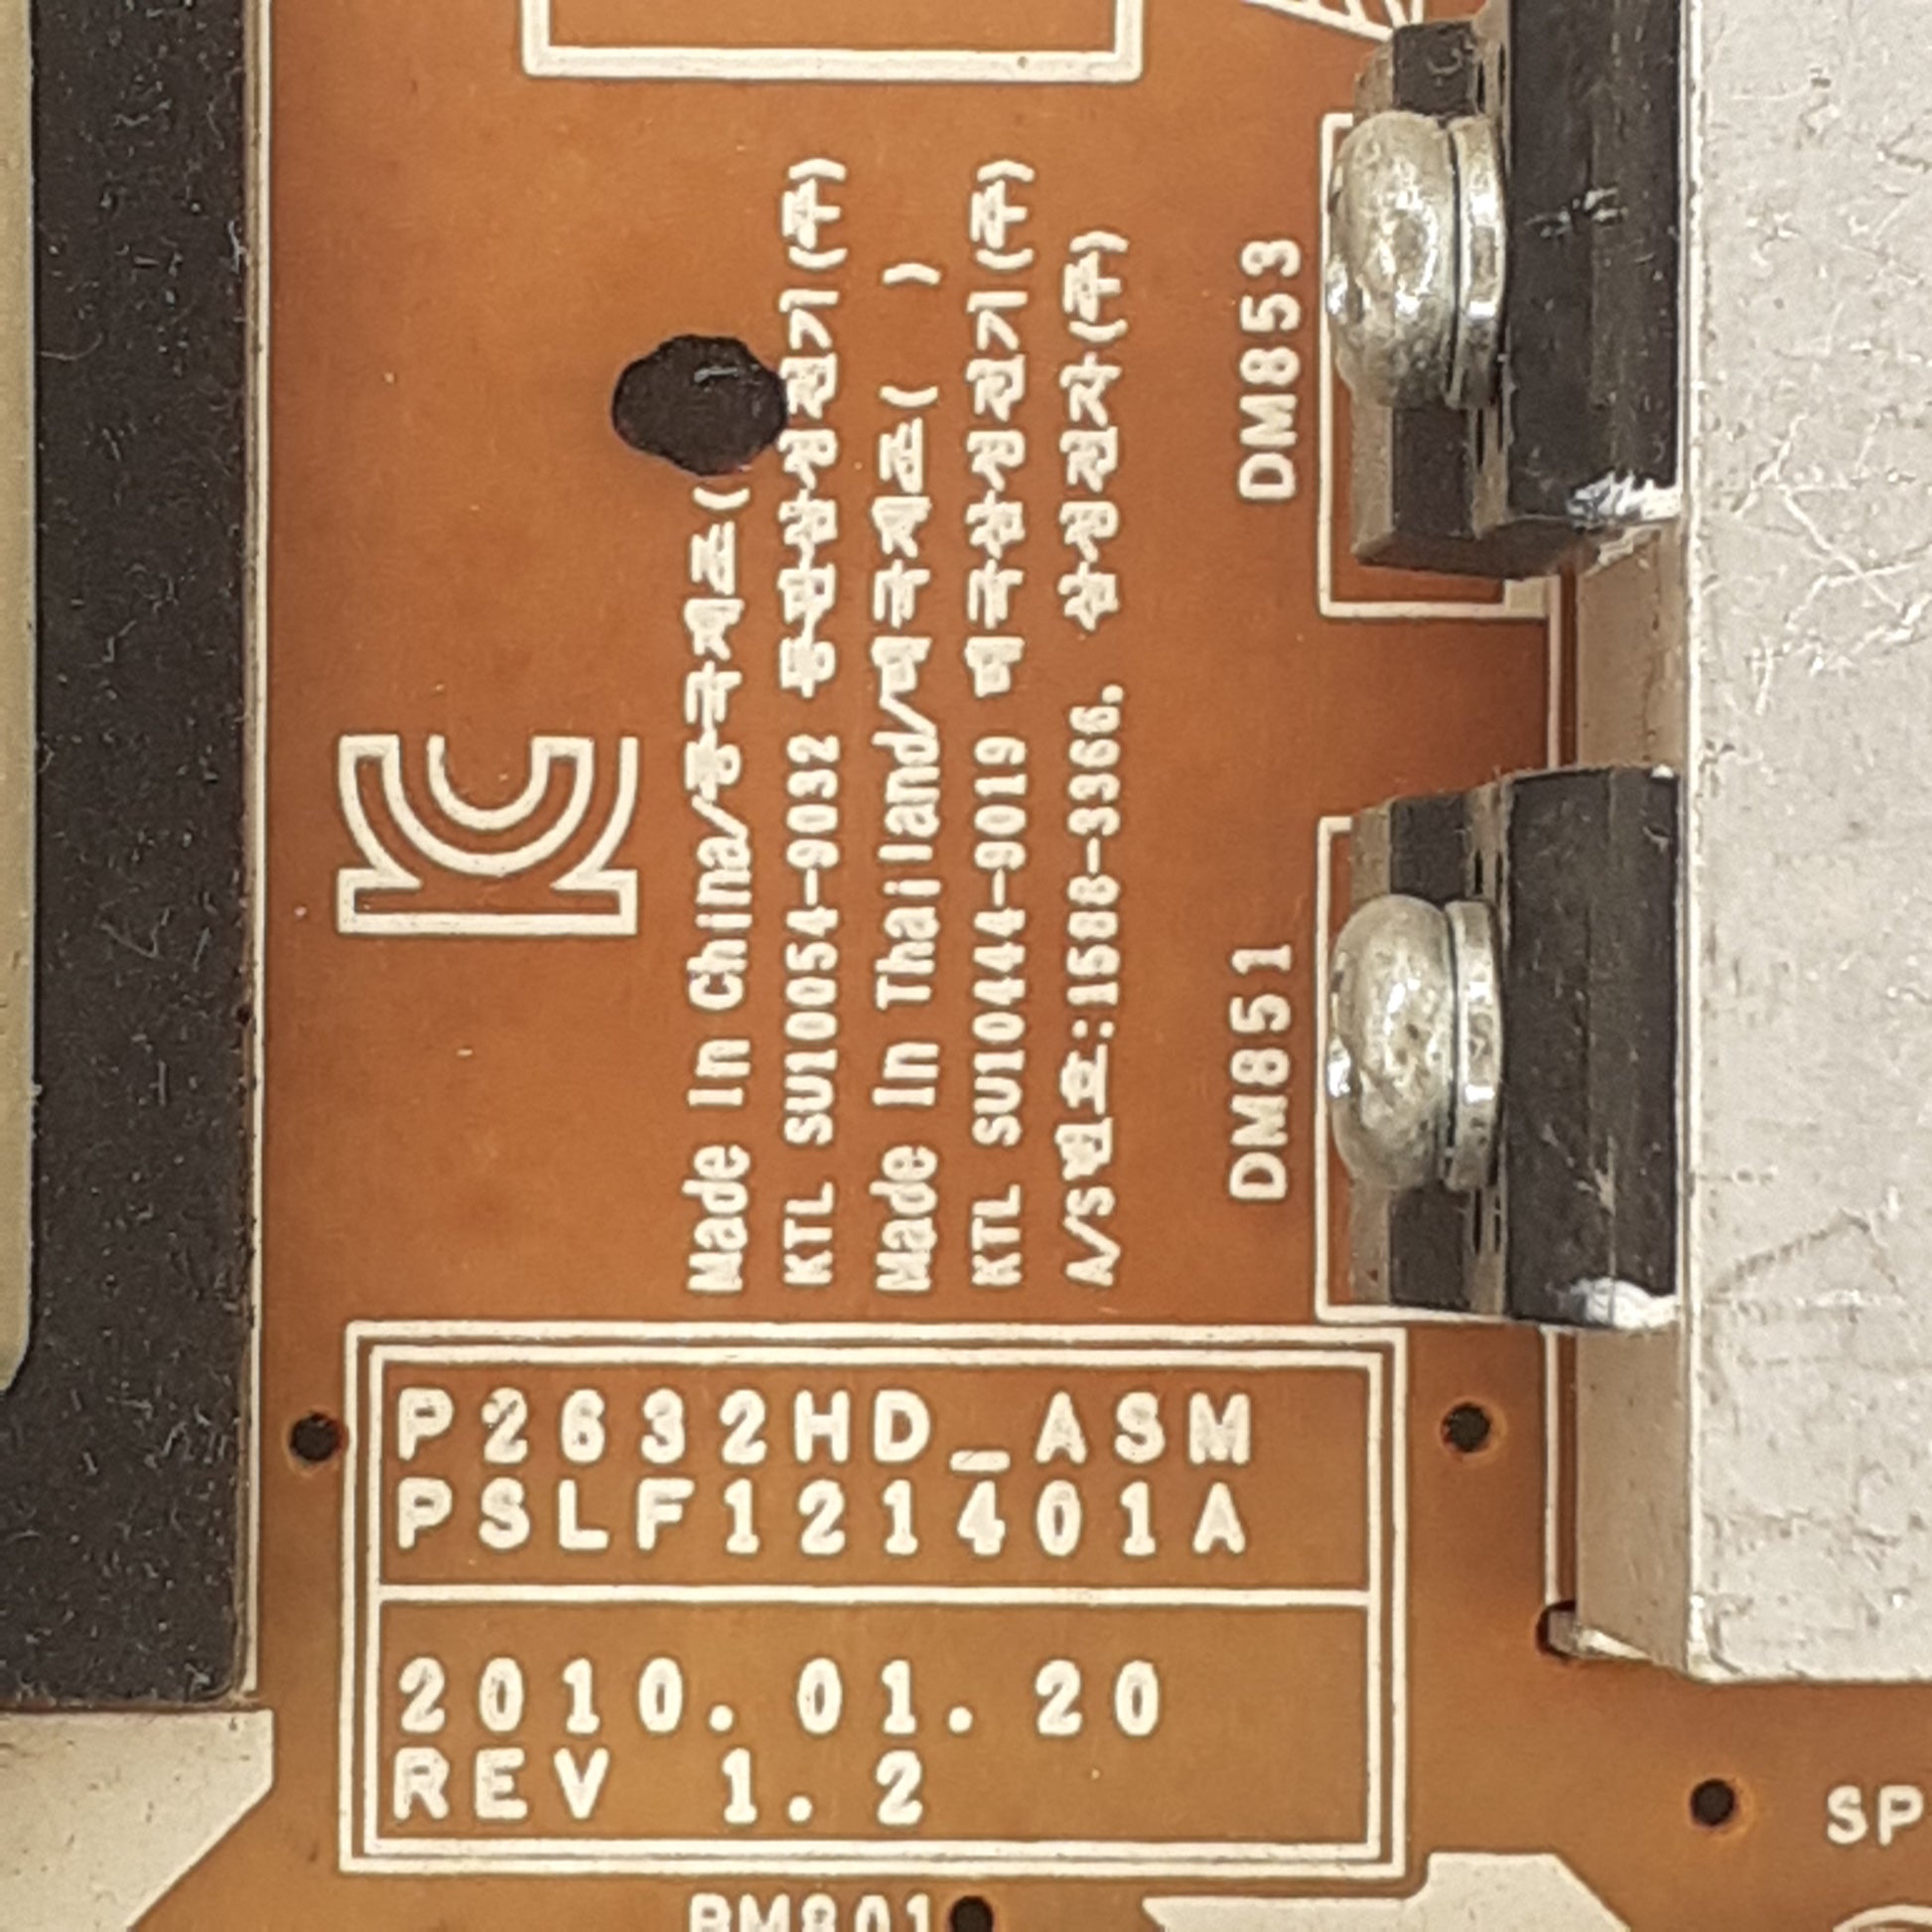 Made In China/중국제조(
KTL SU10054-9032 동관삼성전기(주)
Made In Thailand/태국제조( )
KTL SU10444-9019 태국삼성전기(주)
A/S번호:1588-3366, 삼성전자(주)
DM853
DM851
P2632HD_ASM
PSLF121401A
2010.01.20
REV 1.2
SP